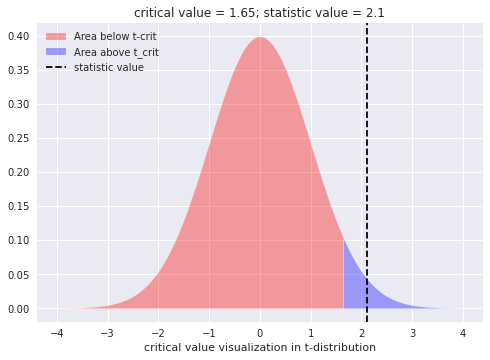 critical value = 1.65; statistic value = 2.1
0.40
Area below t-crit
Area above t_crit
0.35
statistic value
0.30
0.25
0.20
0.15
0.10
0.05
0.00
−4 −3 −2 −1 0 1 2 3 4
critical value visualization in t-distribution